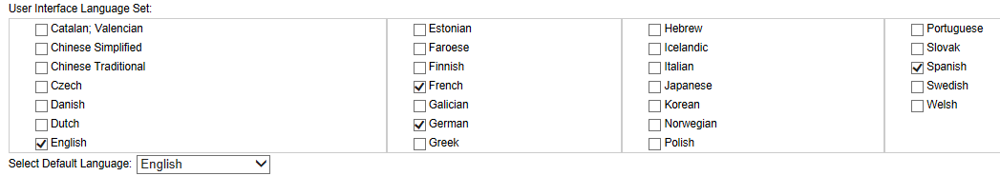 User Interface Language Set:
Catalan; Valencian
Chinese Simplified
Chinese Traditional
Czech
Danish
Dutch
English
Estonian
Faroese
Finnish
French
Galician
German
Greek
Hebrew
Icelandic
Italian
Japanese
Korean
Norwegian
Polish
Portuguese
Slovak
Spanish
Swedish
Welsh
Select Default Language: English